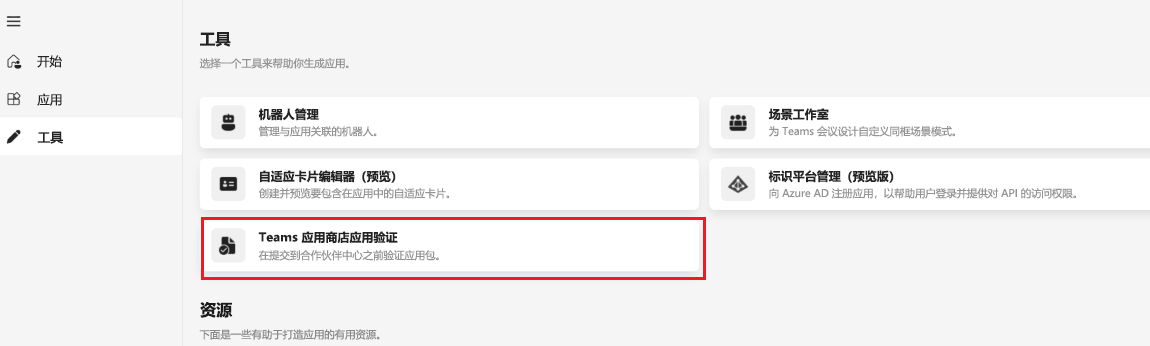 开始
应用
工具
工具
选择一个工具来帮助你生成应用。
机器人管理
管理与应用关联的机器人。
场景工作室
为 Teams 会议设计自定义同框场景模式。
自适应卡片编辑器（预览）
创建并预览要包含在应用中的自适应卡片。
标识平台管理（预览版）
向 Azure AD 注册应用，以帮助用户登录并提供对 API 的访问权限。
Teams 应用商店应用验证
在提交到合作伙伴中心之前验证应用包。
资源
下面是一些有助于打造应用的有用资源。